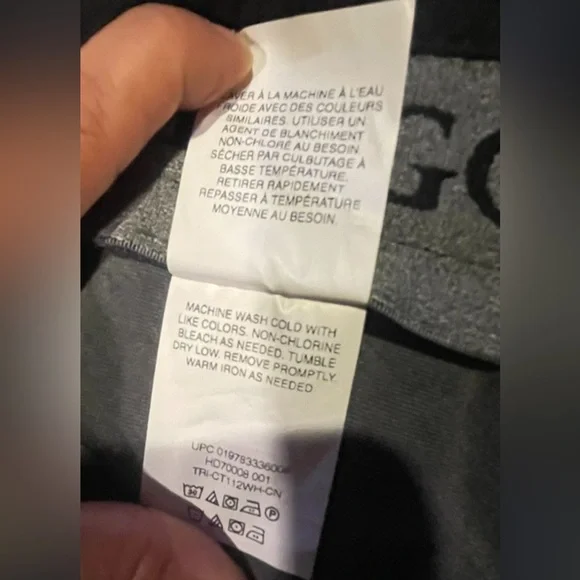 À LA MACHINE À L'EAU
AVEC DES COULEURS
SIMILAIRES. UTILISER UN
AGENT DE BLANCHIMENT
NON-CHLORÉ AU BESOIN
SÉCHER PAR CULBUTAGE À
BASSE TEMPÉRATURE.
RETIRER RAPIDEMENT
REPASSER À TEMPÉRATURE
MOYENNE AU BESOIN.
MACHINE WASH COLD WITH
LIKE COLORS. NON-CHLORINE
BLEACH AS NEEDED. TUMBLE
DRY LOW. REMOVE PROMPTLY.
WARM IRON AS NEEDED
UPC
HD70008 001
TRI-CT112WH-CN
P